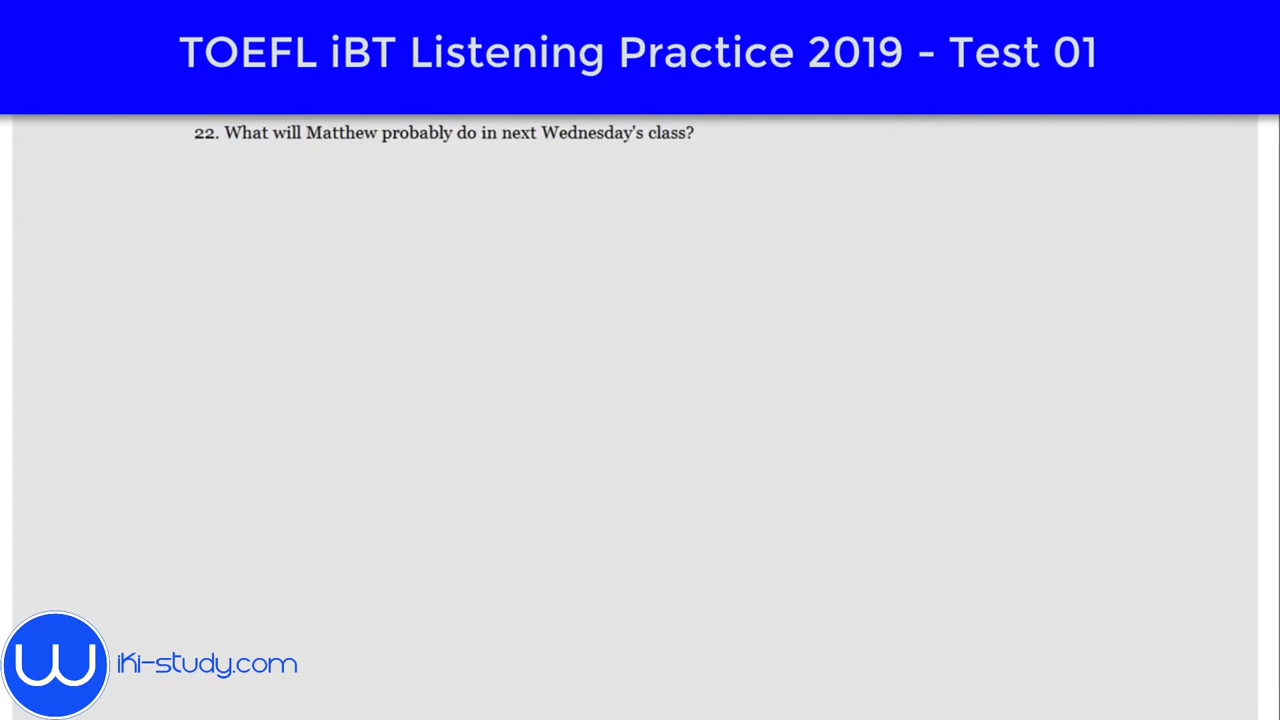 TOEFL iBT Listening Practice 2019 - Test 01
22. What will Matthew probably do in next Wednesday's class?
W iki-study.com